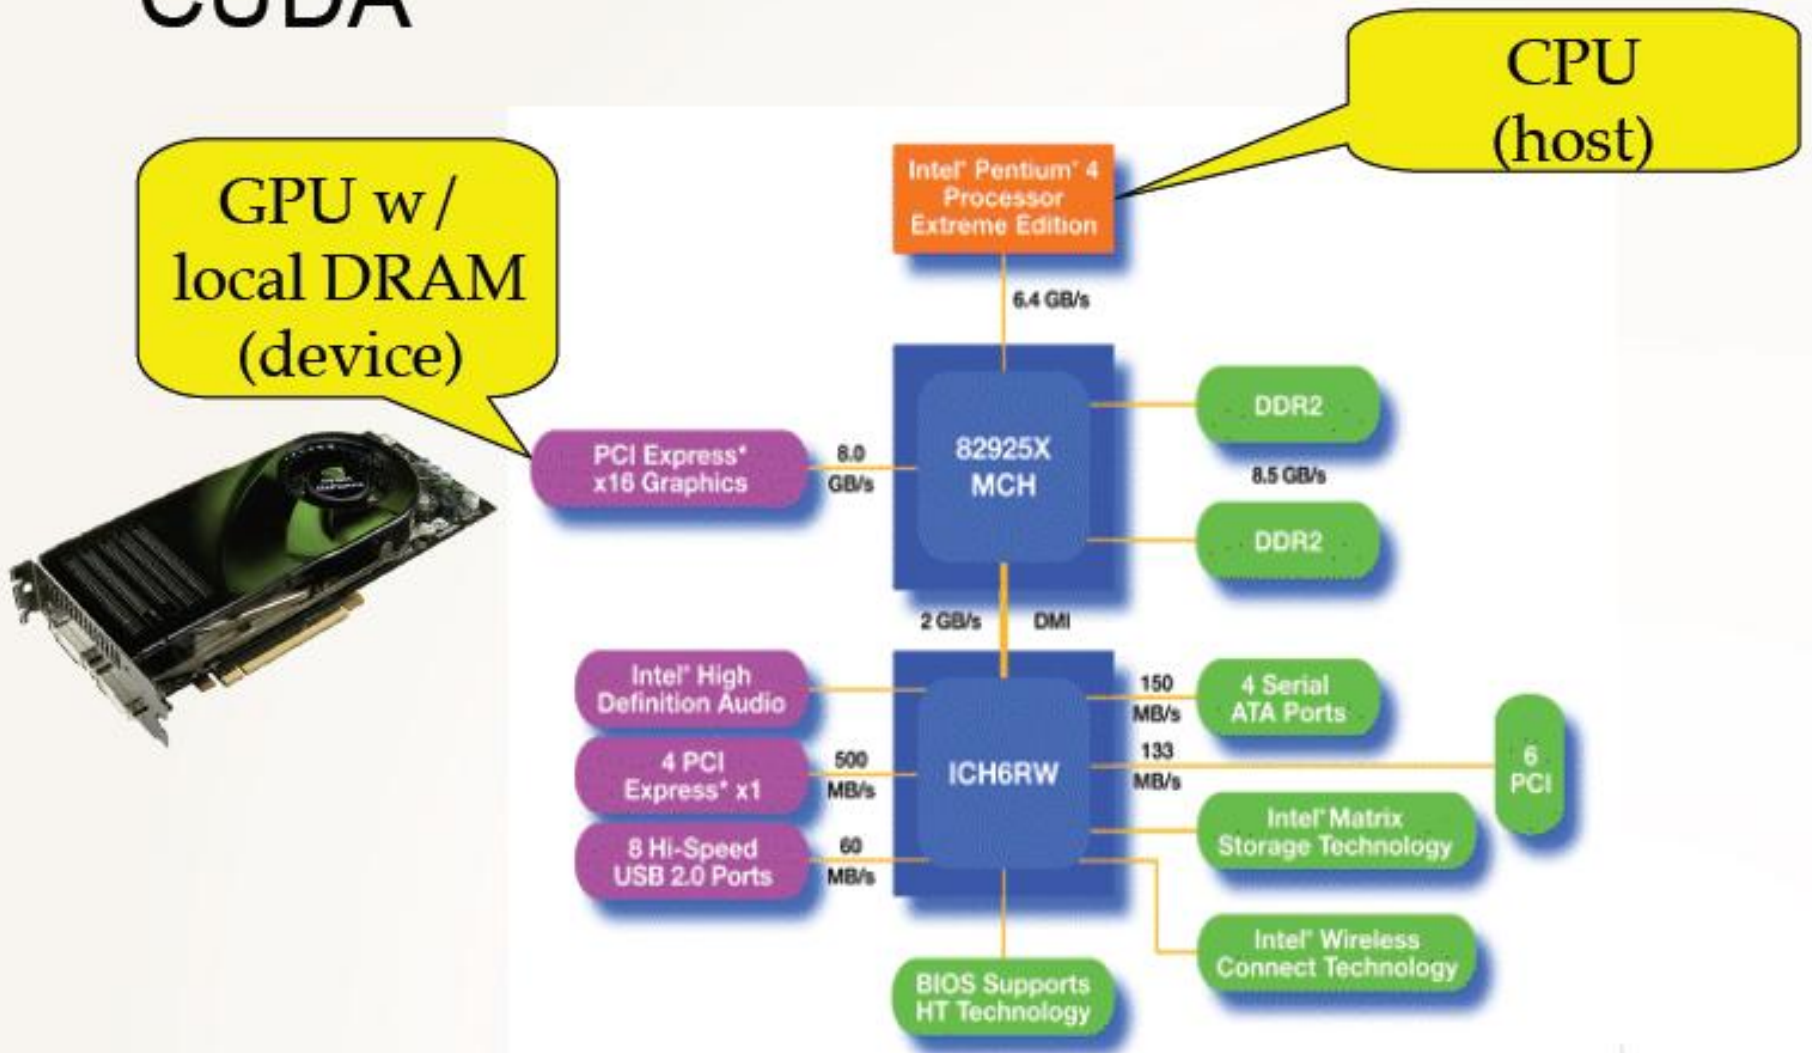 CUDA
CPU
(host)
GPU w/
local DRAM
(device)
Intel® Pentium® 4
Processor
Extreme Edition
6.4 GB/s
PCI Express*
x16 Graphics
8.0
GB/s
82925X
MCH
DDR2
8.5 GB/s
DDR2
2 GB/s
DMI
Intel® High
Definition Audio
4 PCI
Express* x1
500
MB/s
8 Hi-Speed
USB 2.0 Ports
60
MB/s
ICH6RW
150
MB/s
4 Serial
ATA Ports
133
MB/s
6
PCI
Intel® Matrix
Storage Technology
Intel® Wireless
Connect Technology
BIOS Supports
HT Technology